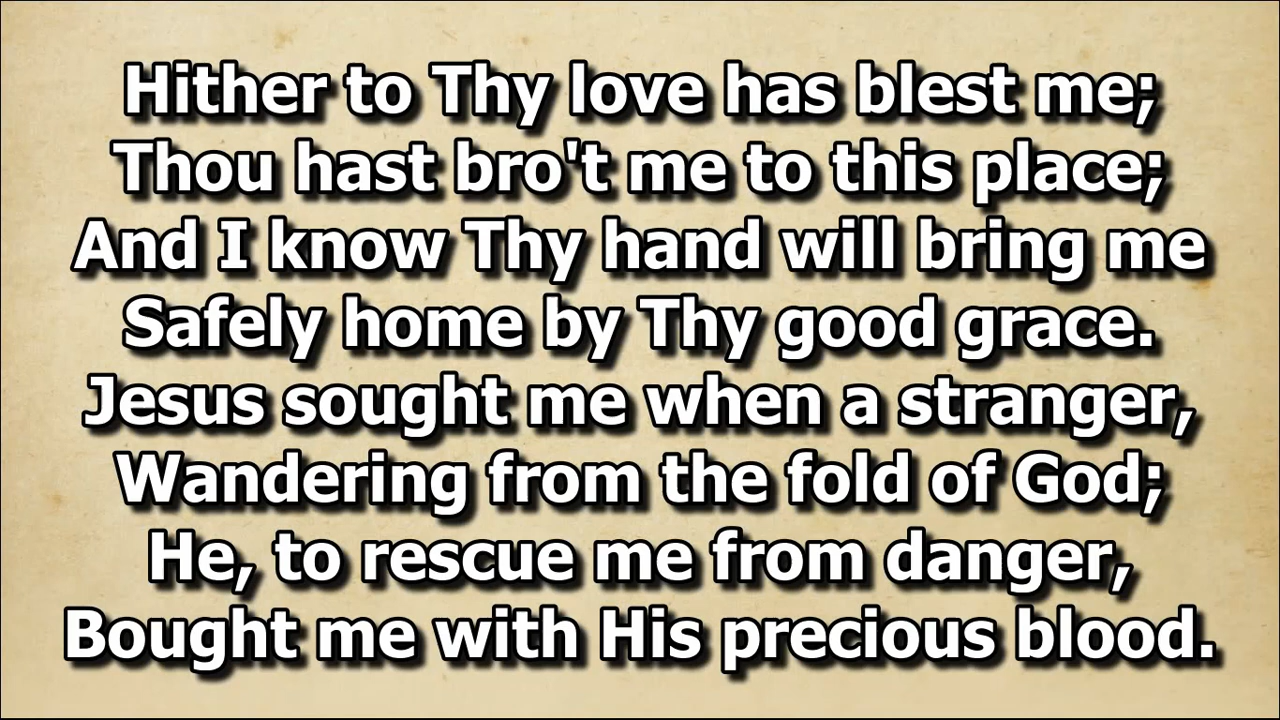 Hither to Thy love has blest me;
Thou hast bro't me to this place;
And I know Thy hand will bring me
Safely home by Thy good grace.
Jesus sought me when a stranger,
Wandering from the fold of God;
He, to rescue me from danger,
Bought me with His precious blood.